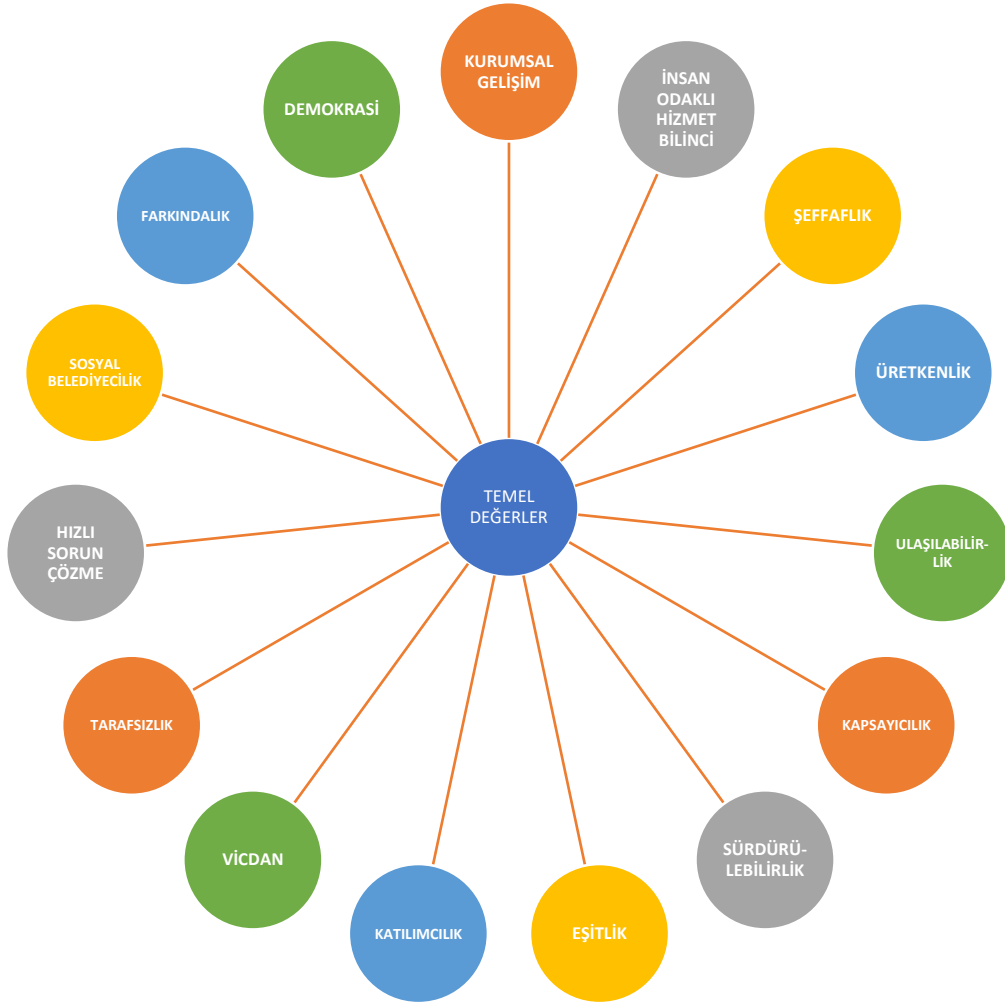 KURUMSAL
GELİŞİM
İNSAN
ODAKLI
HİZMET
BİLİNCİ
ŞEFFAFLIK
ÜRETKENLİK
ULAŞILABİLİR-
LİK
KAPSAYICILIK
SÜRDÜRÜ-
LEBİLİRLİK
EŞİTLİK
KATILIMCILIK
VİCDAN
TARAFSIZLIK
HIZLI
SORUN
ÇÖZME
SOSYAL
BELEDİYECİLİK
FARKINDALIK
DEMOKRASİ
TEMEL
DEĞERLER